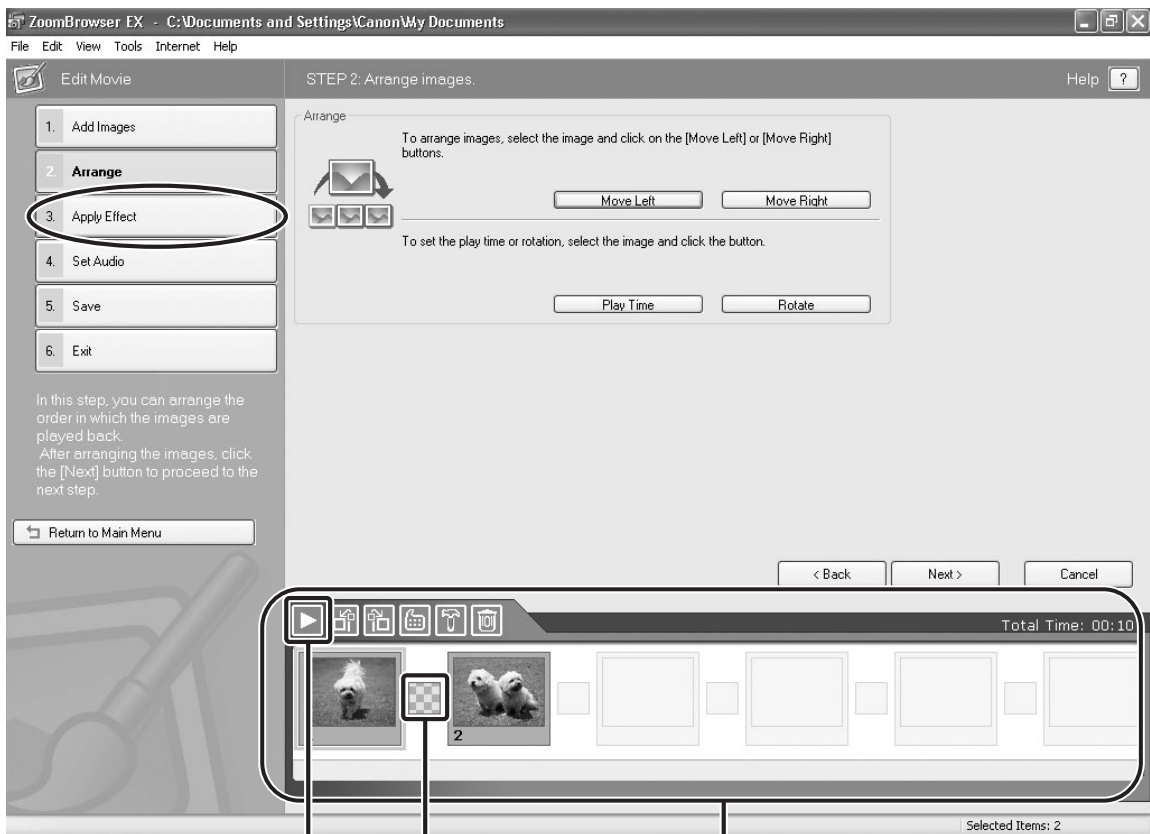 ZoomBrowser EX - C:\Documents and Settings\Canon\My Documents
File Edit View Tools Internet Help
Edit Movie
STEP 2: Arrange images.
Help ?
1. Add Images
2. Arrange
3. Apply Effect
4. Set Audio
5. Save
6. Exit
In this step, you can arrange the
order in which the images are
played back.
After arranging the images, click
the [Next] button to proceed to the
next step.
Return to Main Menu
Arrange
To arrange images, select the image and click on the [Move Left] or [Move Right]
buttons.
Move Left
Move Right
To set the play time or rotation, select the image and click the button.
Play Time
Rotate
< Back
Next >
Cancel
Total Time: 00:10
2
Selected Items: 2